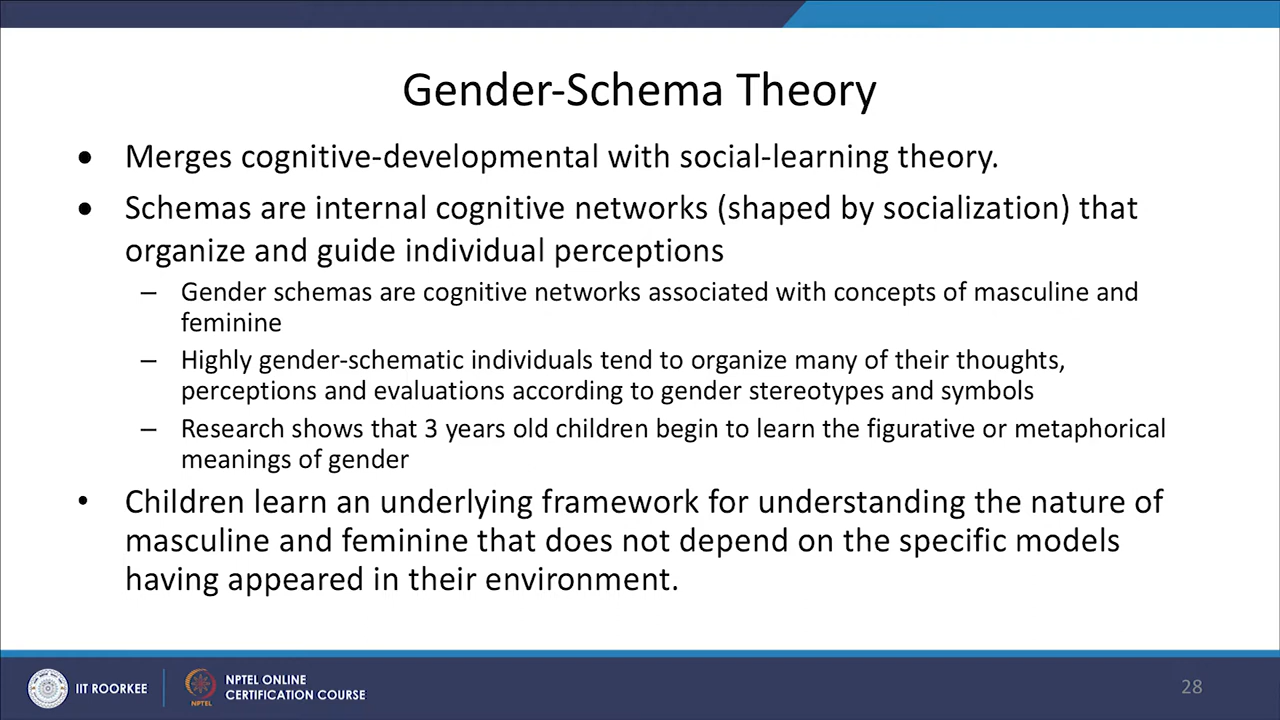 Gender-Schema Theory
• Merges cognitive-developmental with social-learning theory.
• Schemas are internal cognitive networks (shaped by socialization) that
organize and guide individual perceptions
– Gender schemas are cognitive networks associated with concepts of masculine and
feminine
– Highly gender-schematic individuals tend to organize many of their thoughts,
perceptions and evaluations according to gender stereotypes and symbols
– Research shows that 3 years old children begin to learn the figurative or metaphorical
meanings of gender
• Children learn an underlying framework for understanding the nature of
masculine and feminine that does not depend on the specific models
having appeared in their environment.
IIT ROORKEE
NPTEL
NPTEL ONLINE
CERTIFICATION COURSE
28